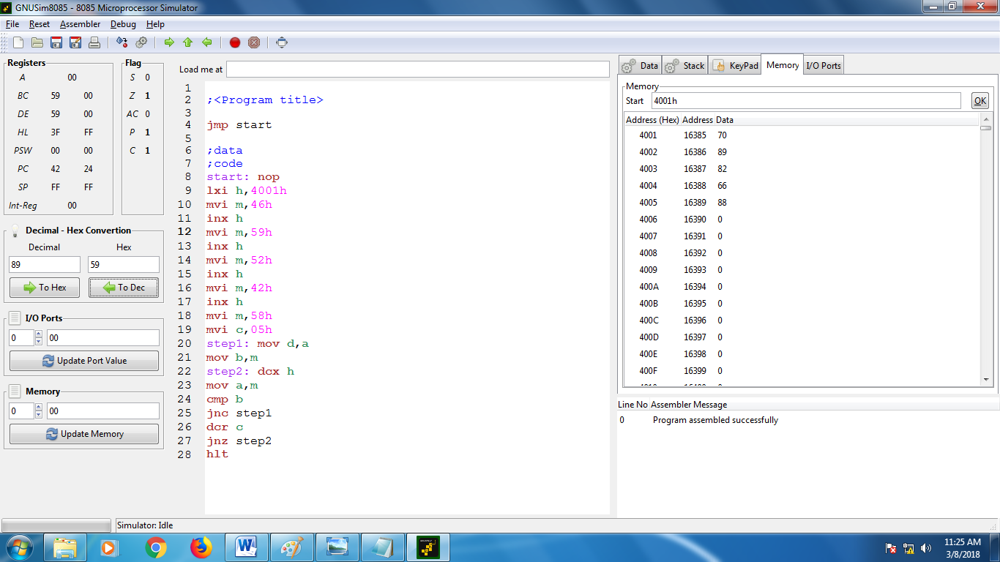 GNUSim8085 - 8085 Microprocessor Simulator
File Reset Assembler Debug Help
Registers
A 00
BC 59 00
DE 59 00
HL 3F FF
PSW 00 00
PC 42 24
SP FF FF
Int-Reg 00
Flag
S 0
Z 1
AC 0
P 1
C 1
Decimal - Hex Convertion
Decimal Hex
89 59
To Hex To Dec
I/O Ports
0 00
Update Port Value
Memory
0 00
Update Memory
Load me at
1
2 ;<Program title>
3
4 jmp start
5
6 ;data
7 ;code
8 start: nop
9 lxi h,4001h
10 mvi m,46h
11 inx h
12 mvi m,59h
13 inx h
14 mvi m,52h
15 inx h
16 mvi m,42h
17 inx h
18 mvi m,58h
19 mvi c,05h
20 step1: mov d,a
21 mov b,m
22 step2: dcx h
23 mov a,m
24 cmp b
25 jnc step1
26 dcr c
27 jnz step2
28 hlt
Data Stack KeyPad Memory I/O Ports
Memory
Start 4001h OK
Address (Hex) Address Data
4001 16385 70
4002 16386 89
4003 16387 82
4004 16388 66
4005 16389 88
4006 16390 0
4007 16391 0
4008 16392 0
4009 16393 0
400A 16394 0
400B 16395 0
400C 16396 0
400D 16397 0
400E 16398 0
400F 16399 0
Line No Assembler Message
0 Program assembled successfully
Simulator: Idle
11:25 AM
3/8/2018